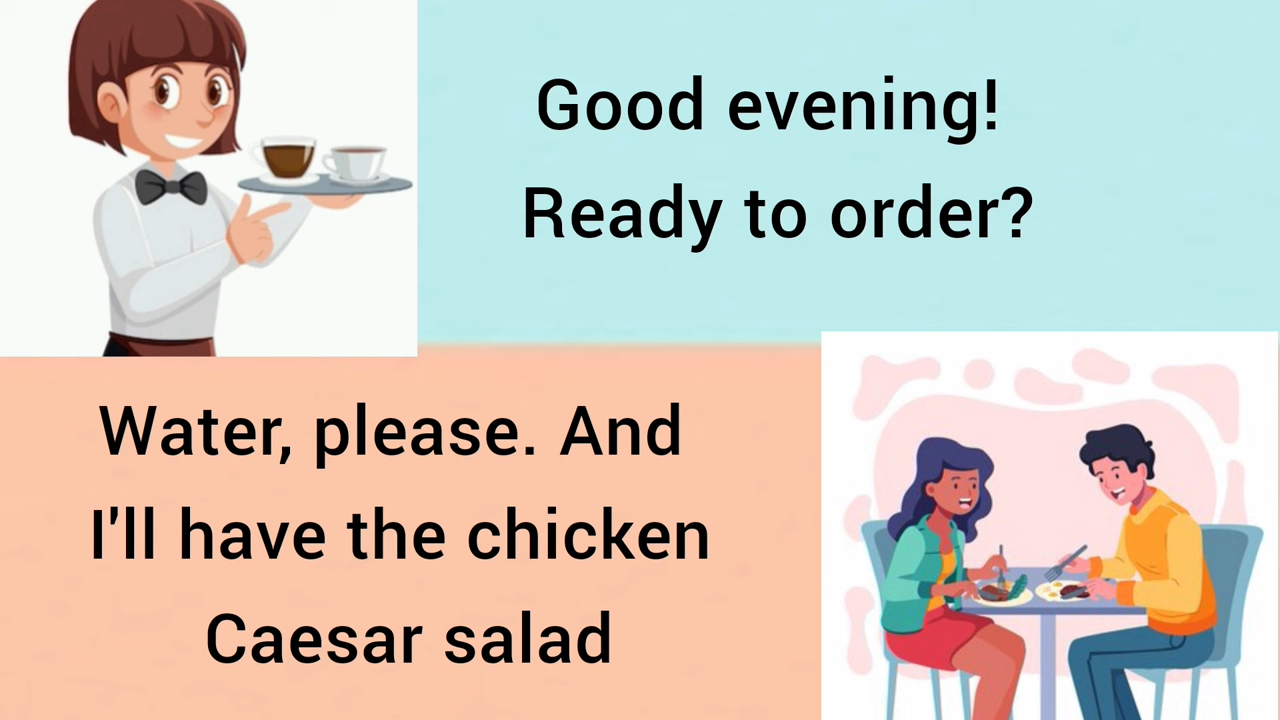 Good evening!
Ready to order?
Water, please. And
I'll have the chicken
Caesar salad